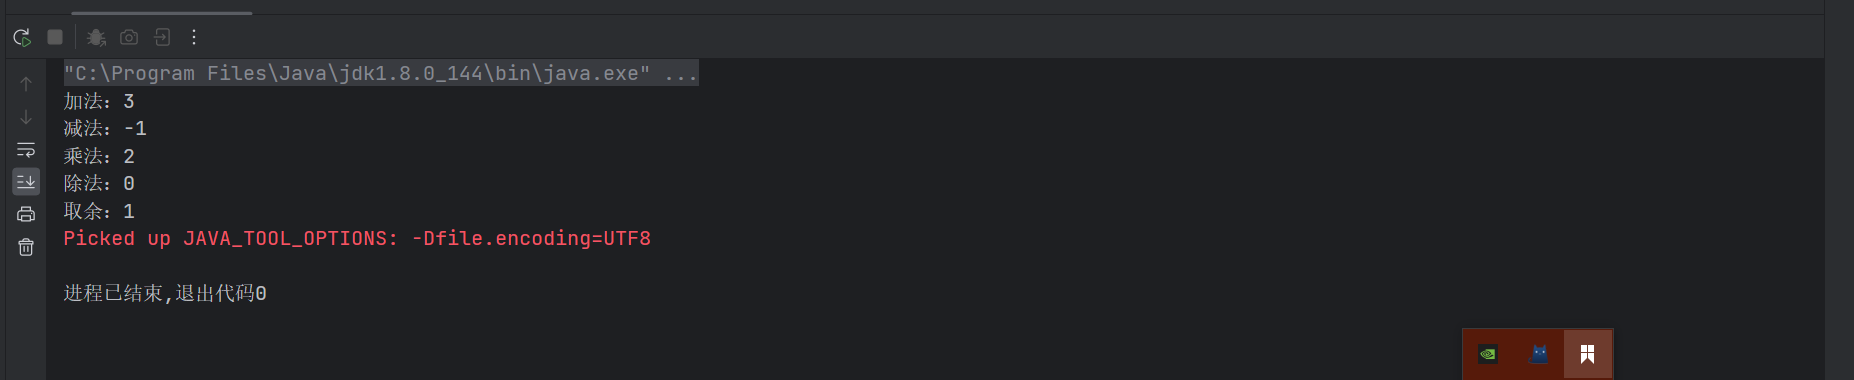 "C:\Program Files\Java\jdk1.8.0_144\bin\java.exe" ...
加法：3
减法：-1
乘法：2
除法：0
取余：1
Picked up JAVA_TOOL_OPTIONS: -Dfile.encoding=UTF8
进程已结束,退出代码0